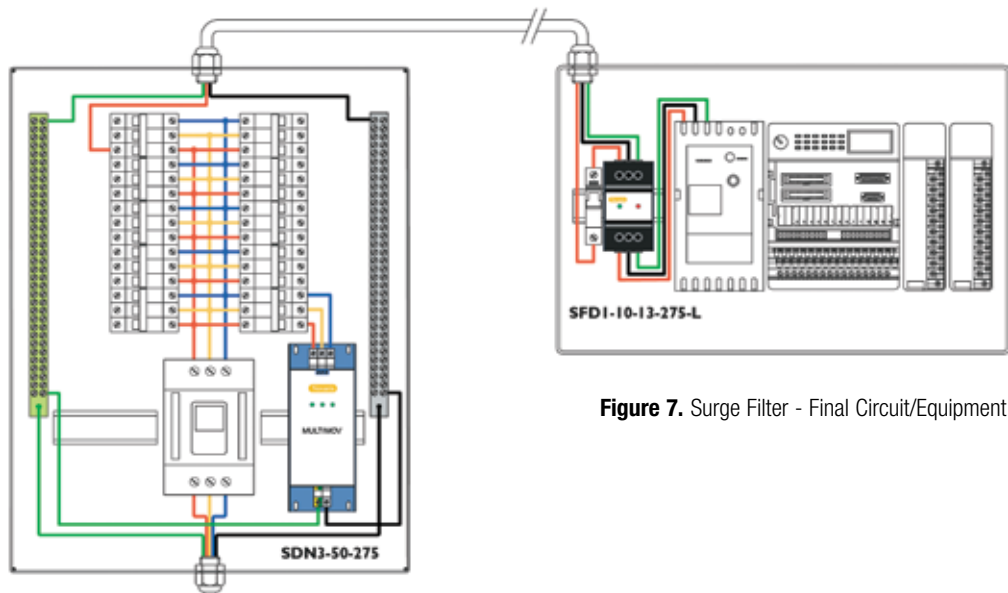 MULTIMOV
SDN3-50-275
SFD1-10-13-275-L
Figure 7. Surge Filter - Final Circuit/Equipment